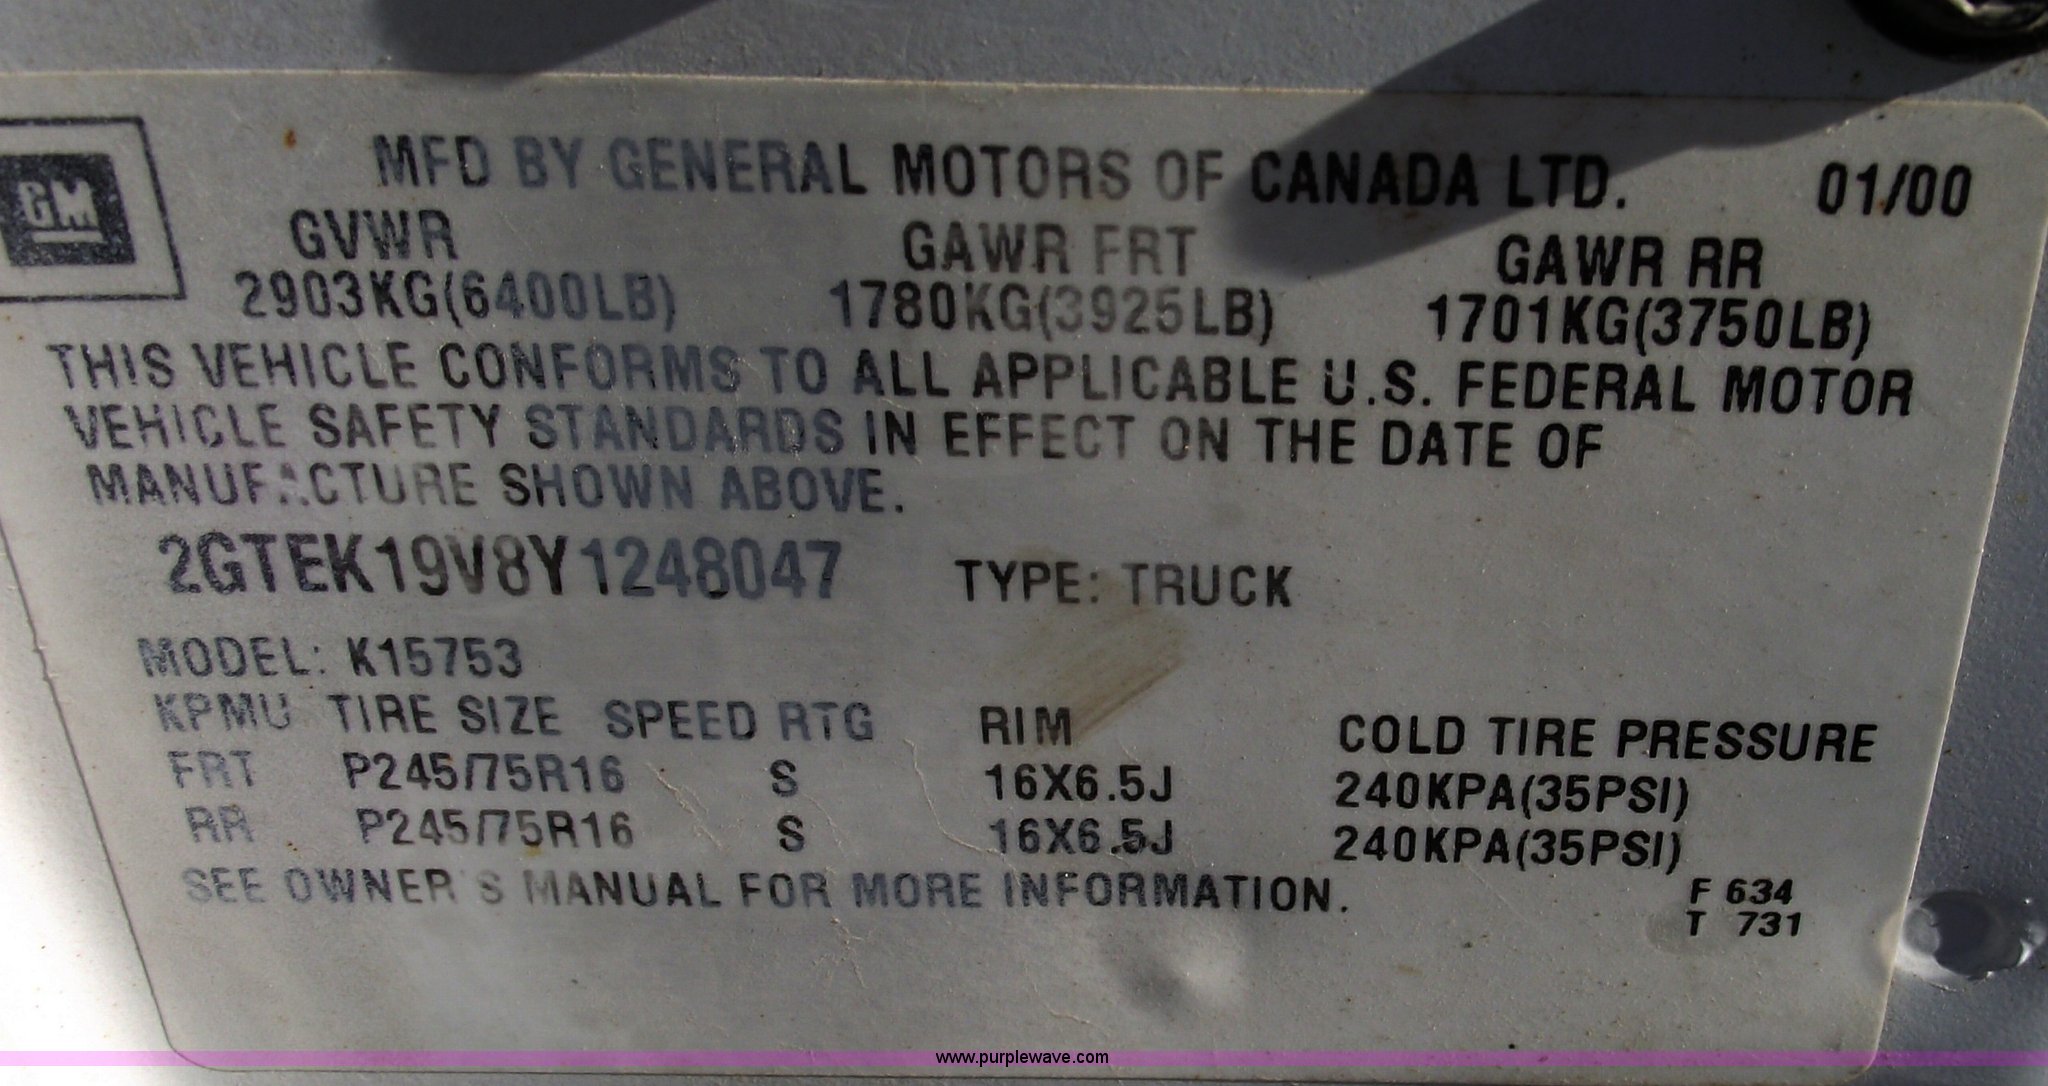 GM
MFD BY GENERAL MOTORS OF CANADA LTD. 01/00
GVWR GAWR FRT GAWR RR
2903KG(6400LB) 1780KG(3925LB) 1701KG(3750LB)
THIS VEHICLE CONFORMS TO ALL APPLICABLE U.S. FEDERAL MOTOR
VEHICLE SAFETY STANDARDS IN EFFECT ON THE DATE OF
MANUFACTURE SHOWN ABOVE.
2GTEK19V8Y1248047 TYPE: TRUCK
MODEL: K15753
KPMU TIRE SIZE SPEED RTG RIM COLD TIRE PRESSURE
FRT P245/75R16 S 16X6.5J 240KPA(35PSI)
RR P245/75R16 S 16X6.5J 240KPA(35PSI)
SEE OWNER'S MANUAL FOR MORE INFORMATION.
F 634
T 731
www.purplewave.com